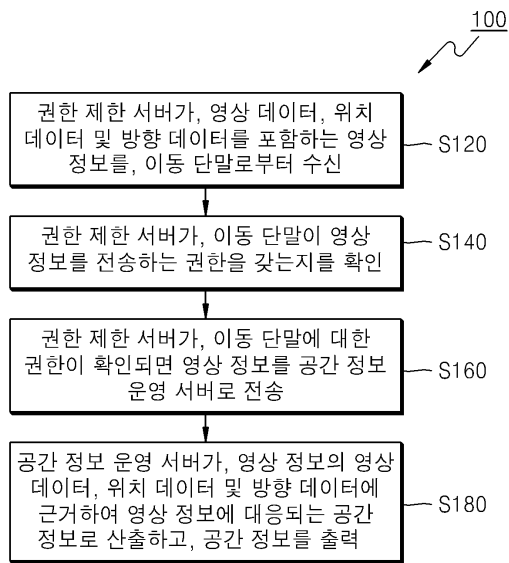 100
권한 제한 서버가, 영상 데이터, 위치
데이터 및 방향 데이터를 포함하는 영상
정보를, 이동 단말로부터 수신
S120
권한 제한 서버가, 이동 단말이 영상
정보를 전송하는 권한을 갖는지를 확인
S140
권한 제한 서버가, 이동 단말에 대한
권한이 확인되면 영상 정보를 공간 정보
운영 서버로 전송
S160
공간 정보 운영 서버가, 영상 정보의 영상
데이터, 위치 데이터 및 방향 데이터에
근거하여 영상 정보에 대응되는 공간
정보로 산출하고, 공간 정보를 출력
S180